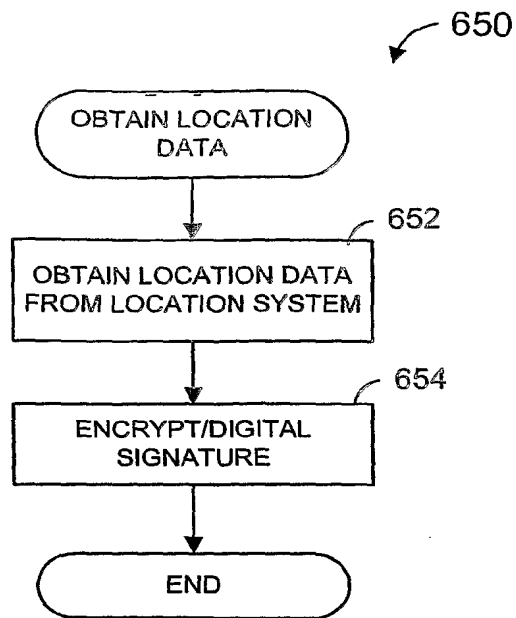 650
OBTAIN LOCATION
DATA
652
OBTAIN LOCATION DATA
FROM LOCATION SYSTEM
654
ENCRYPT/DIGITAL
SIGNATURE
END